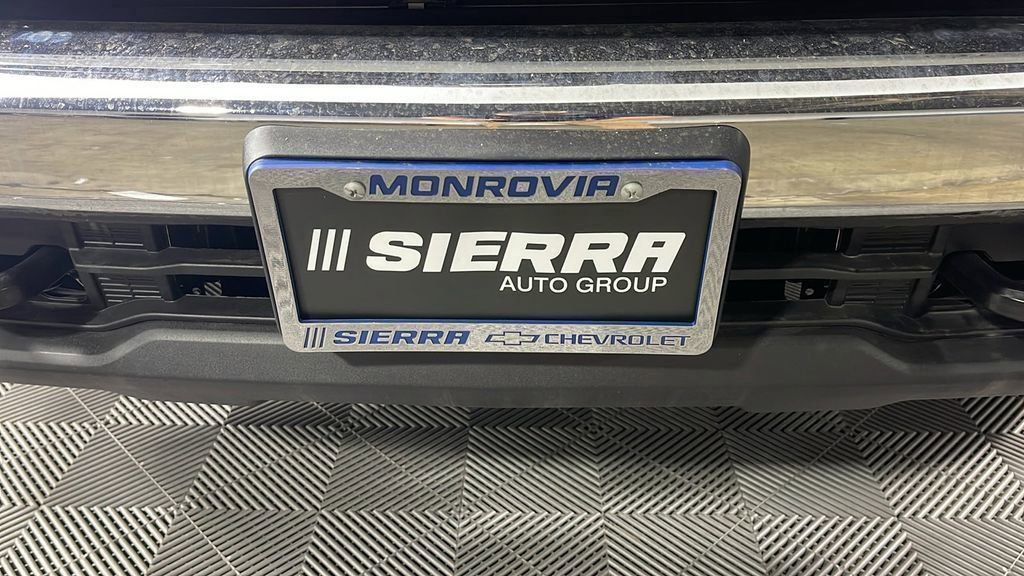 MONROVIA
SIERRA
AUTO GROUP
SIERRA CHEVROLET